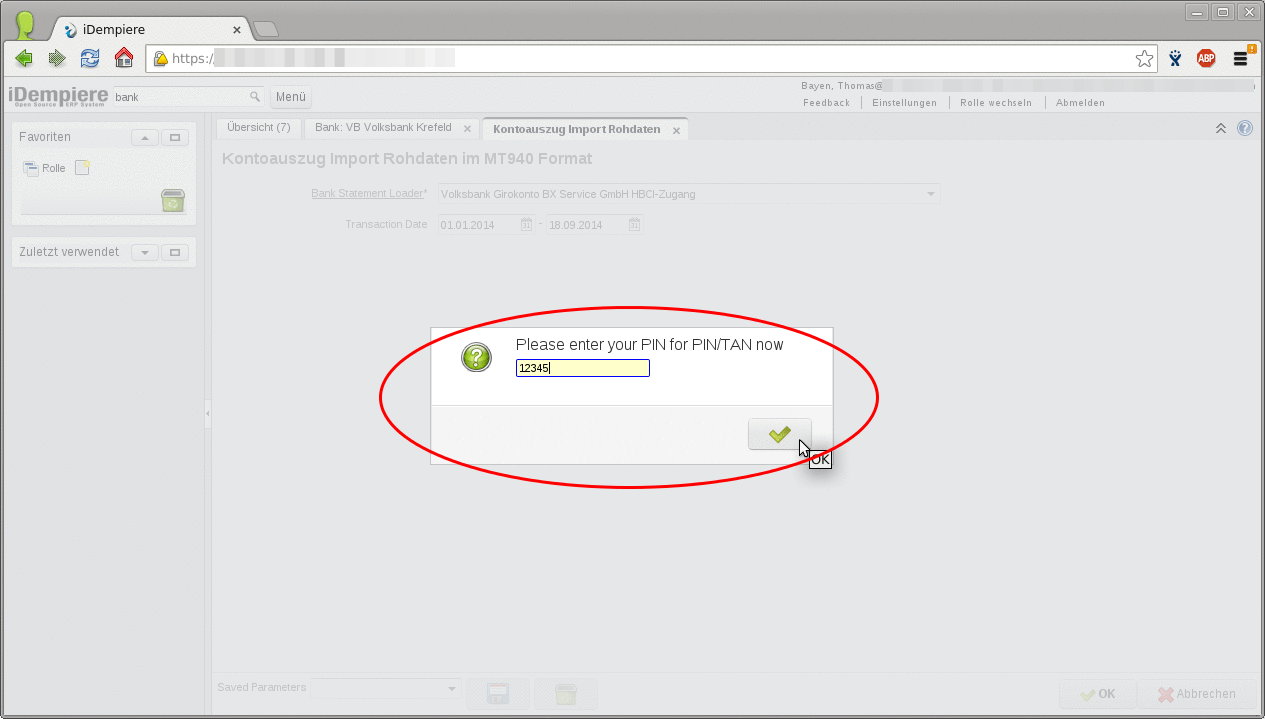 iDempiere
https:/
ABP
iDempiere
Open Source ERP System
bank
Menü
Bayen, Thomas@
Feedback
Einstellungen
Rolle wechseln
Abmelden
Favoriten
Rolle
Zuletzt verwendet
Übersicht (7)
Bank: VB Volksbank Krefeld
Kontoauszug Import Rohdaten
Kontoauszug Import Rohdaten im MT940 Format
Bank Statement Loader* Volksbank Girokonto BX Service GmbH HBCI-Zugang
Transaction Date 01.01.2014 31 - 18.09.2014 31
Please enter your PIN for PIN/TAN now
12345
OK
Saved Parameters
OK
Abbrechen